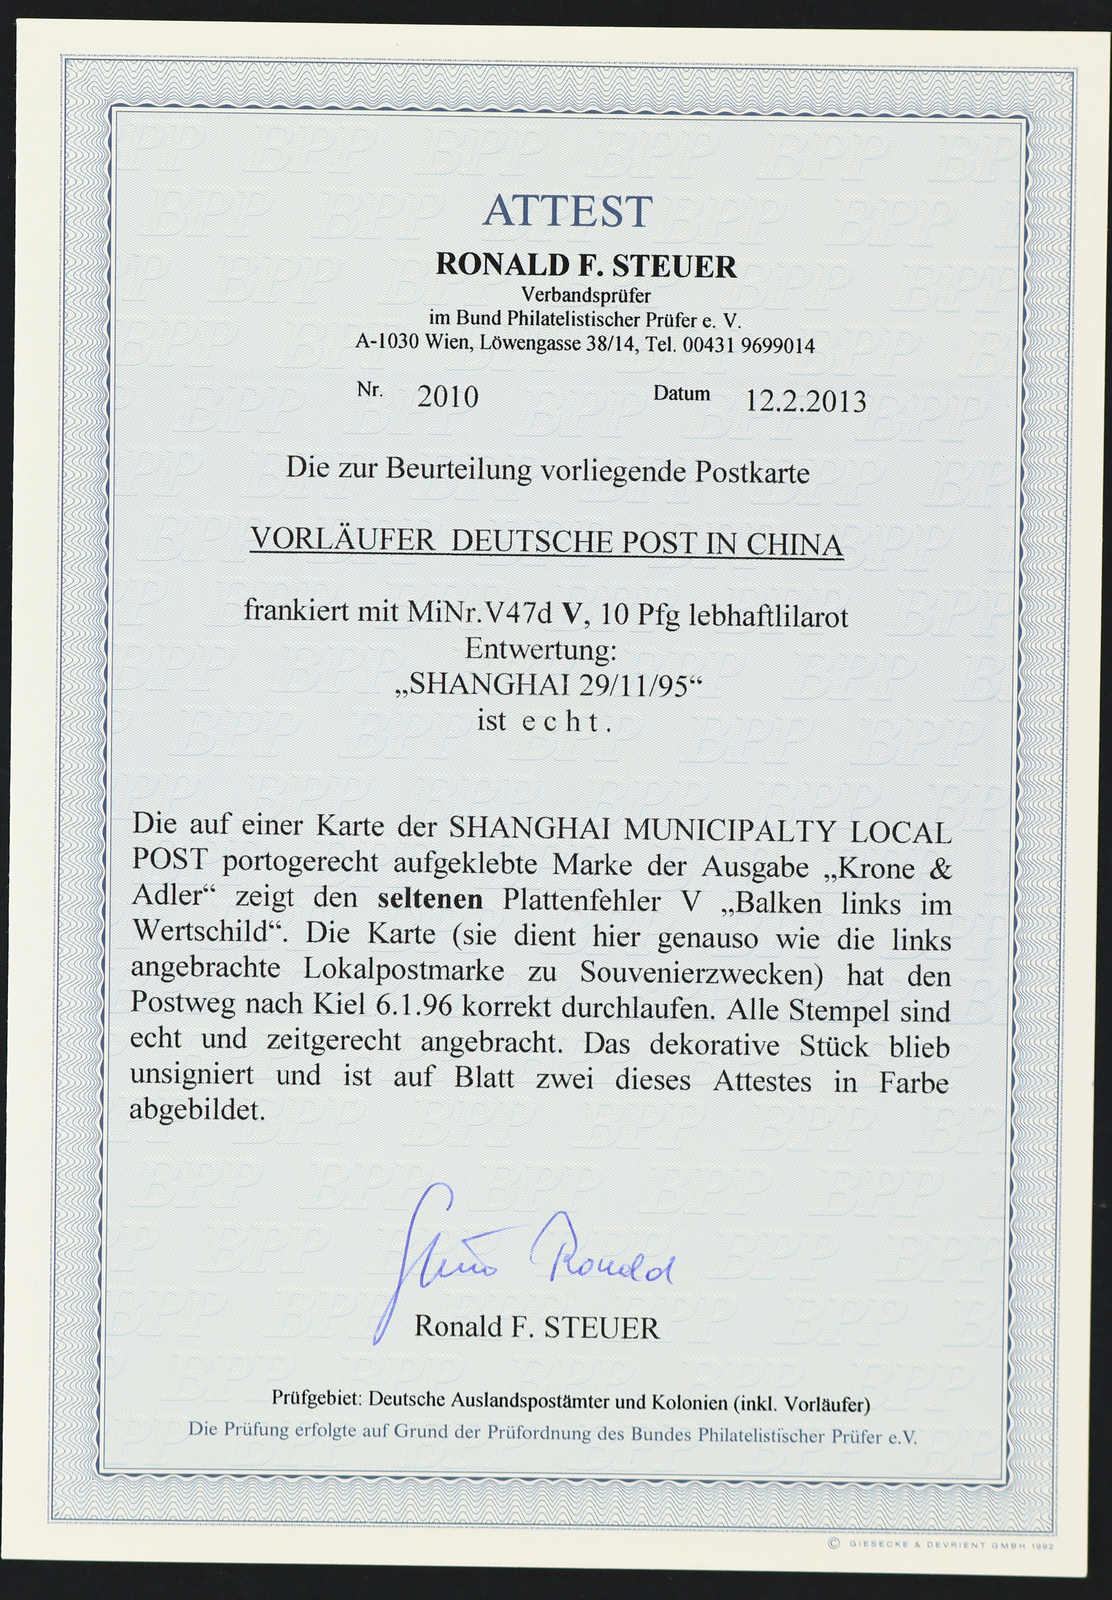 ATTEST
RONALD F. STEUER
Verbandsprüfer
im Bund Philatelistischer Prüfer e. V.
A-1030 Wien, Löwengasse 38/14, Tel. 00431 9699014
Nr. 2010 Datum 12.2.2013
Die zur Beurteilung vorliegende Postkarte
VORLÄUFER DEUTSCHE POST IN CHINA
frankiert mit MiNr.V47d V, 10 Pfg lebhaftlilarot
Entwertung:
„SHANGHAI 29/11/95“
ist e c h t .
Die auf einer Karte der SHANGHAI MUNICIPALTY LOCAL
POST portogerecht aufgeklebte Marke der Ausgabe „Krone &
Adler“ zeigt den seltenen Plattenfehler V „Balken links im
Wertschild“. Die Karte (sie dient hier genauso wie die links
angebrachte Lokalpostmarke zu Souvenierzwecken) hat den
Postweg nach Kiel 6.1.96 korrekt durchlaufen. Alle Stempel sind
echt und zeitgerecht angebracht. Das dekorative Stück blieb
unsigniert und ist auf Blatt zwei dieses Attestes in Farbe
abgebildet.
Steuer Ronald
Ronald F. STEUER
Prüfgebiet: Deutsche Auslandspostämter und Kolonien (inkl. Vorläufer)
Die Prüfung erfolgte auf Grund der Prüfordnung des Bundes Philatelistischer Prüfer e.V.
© GIESECKE & DEVRIENT GMBH 1992